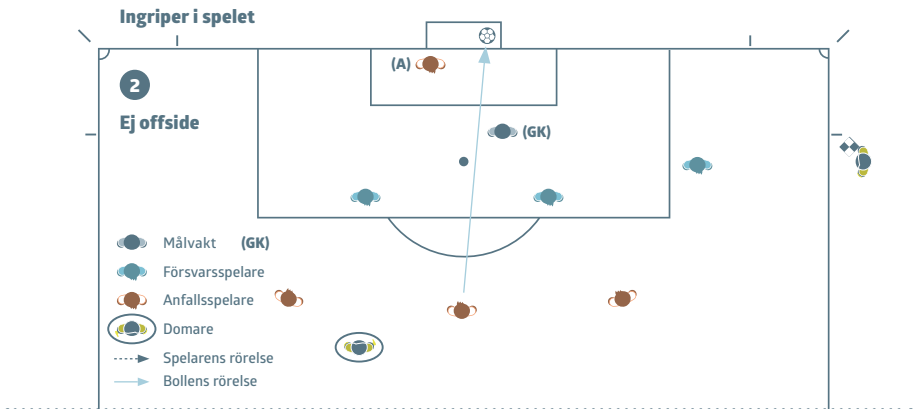 Ingriper i spelet
(A)
2
Ej offside
(GK)
Målvakt (GK)
Försvarsspelare
Anfallsspelare
Domare
Spelarens rörelse
Bollens rörelse